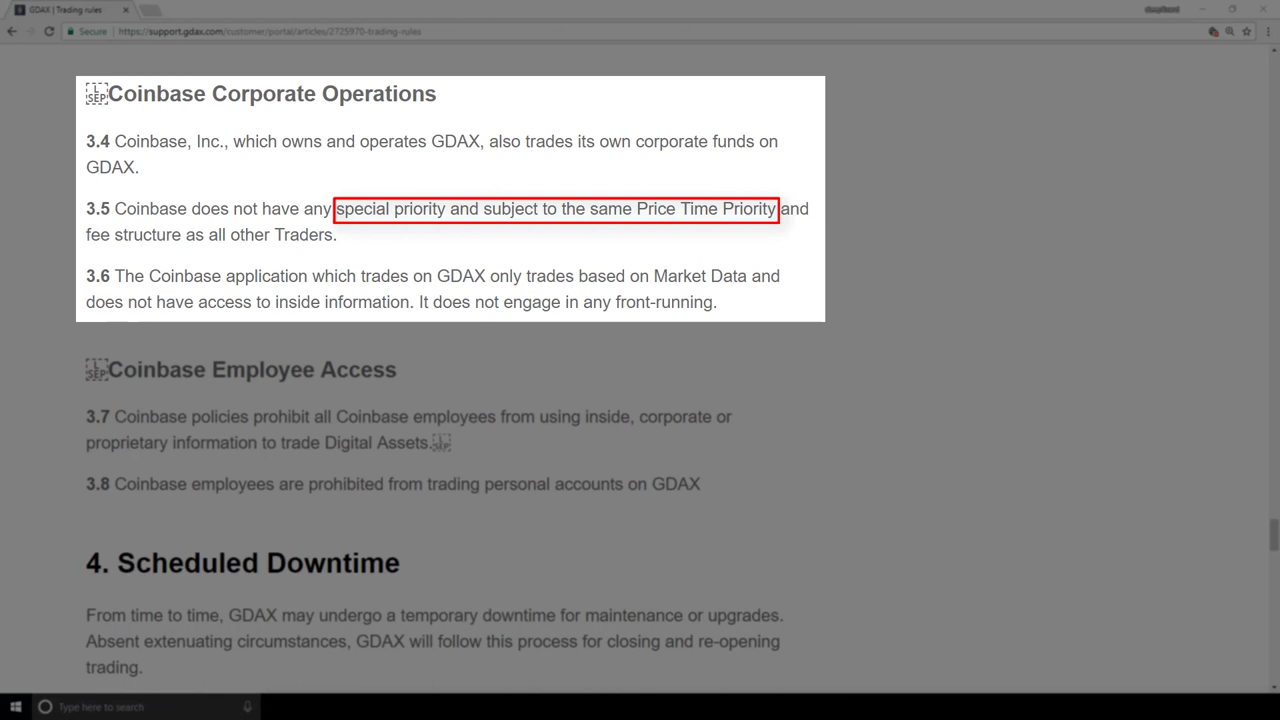 GDAX | Trading rules
Secure | https://support.gdax.com/customer/portal/articles/2725970-trading-rules
Coinbase Corporate Operations
3.4 Coinbase, Inc., which owns and operates GDAX, also trades its own corporate funds on
GDAX.
3.5 Coinbase does not have any special priority and subject to the same Price Time Priority and
fee structure as all other Traders.
3.6 The Coinbase application which trades on GDAX only trades based on Market Data and
does not have access to inside information. It does not engage in any front-running.
Coinbase Employee Access
3.7 Coinbase policies prohibit all Coinbase employees from using inside, corporate or
proprietary information to trade Digital Assets.
3.8 Coinbase employees are prohibited from trading personal accounts on GDAX
4. Scheduled Downtime
From time to time, GDAX may undergo a temporary downtime for maintenance or upgrades.
Absent extenuating circumstances, GDAX will follow this process for closing and re-opening
trading.
Type here to search